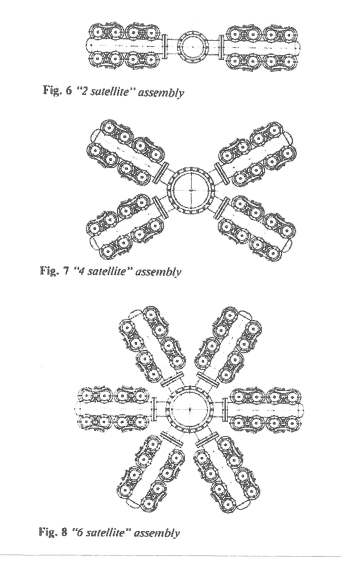 Fig. 6 "2 satellite" assembly
Fig. 7 "4 satellite" assembly
Fig. 8 "6 satellite" assembly